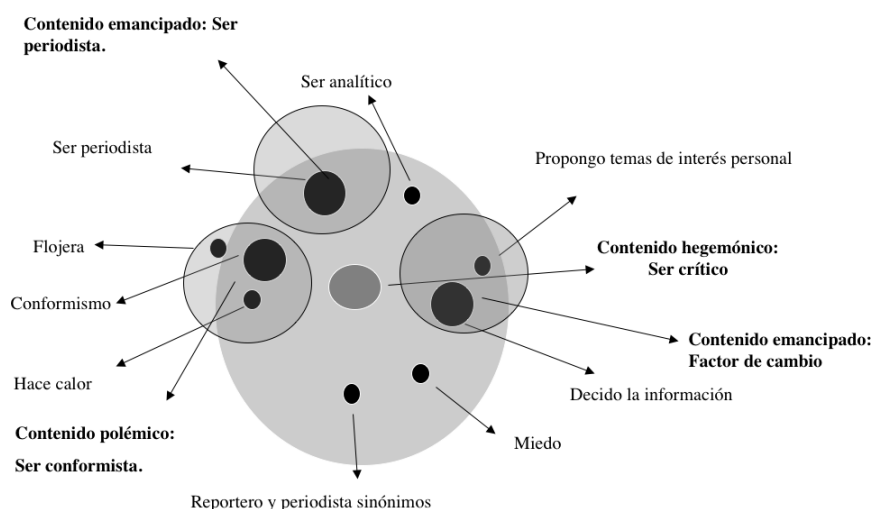 Contenido emancipado: Ser
periodista.
Ser analítico
Ser periodista
Propongo temas de interés personal
Flojera
Contenido hegemónico:
Ser crítico
Conformismo
Contenido emancipado:
Factor de cambio
Hace calor
Decido la información
Contenido polémico:
Ser conformista.
Miedo
Reportero y periodista sinónimos